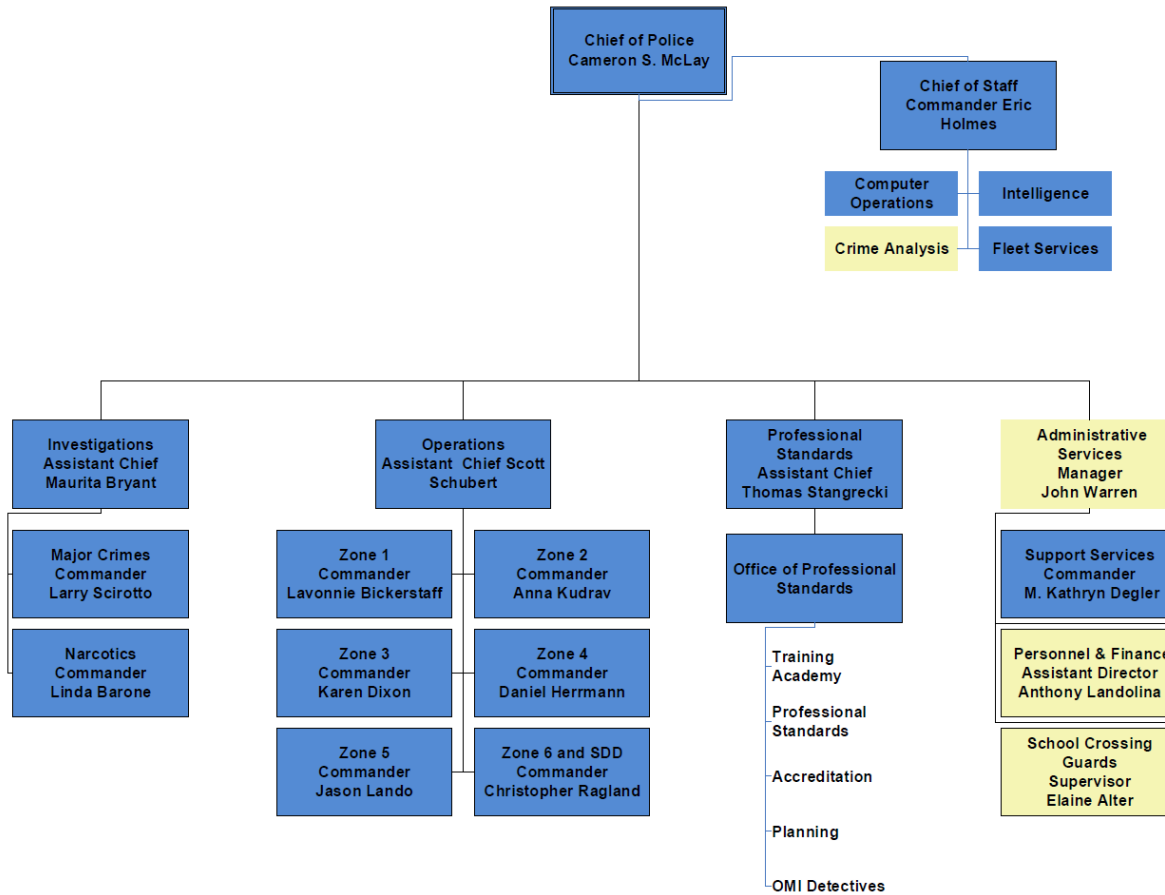 Chief of Police
Cameron S. McLay
Chief of Staff
Commander Eric
Holmes
Computer
Operations
Intelligence
Crime Analysis
Fleet Services
Investigations
Assistant Chief
Maurita Bryant
Operations
Assistant Chief Scott
Schubert
Professional
Standards
Assistant Chief
Thomas Stangrecki
Administrative
Services
Manager
John Warren
Major Crimes
Commander
Larry Scirotto
Zone 1
Commander
Lavonnie Bickerstaff
Zone 2
Commander
Anna Kudrav
Office of Professional
Standards
Support Services
Commander
M. Kathryn Degler
Narcotics
Commander
Linda Barone
Zone 3
Commander
Karen Dixon
Zone 4
Commander
Daniel Herrmann
Training
Academy
Professional
Standards
Personnel & Finance
Assistant Director
Anthony Landolina
Zone 5
Commander
Jason Lando
Zone 6 and SDD
Commander
Christopher Ragland
Accreditation
Planning
OMI Detectives
School Crossing
Guards
Supervisor
Elaine Alter